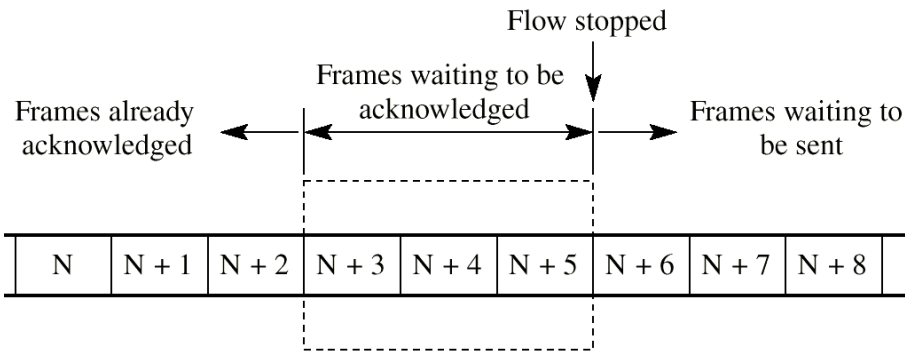 Flow stopped
Frames waiting to be
acknowledged
Frames already
acknowledged
Frames waiting to
be sent
N
N + 1
N + 2
N + 3
N + 4
N + 5
N + 6
N + 7
N + 8